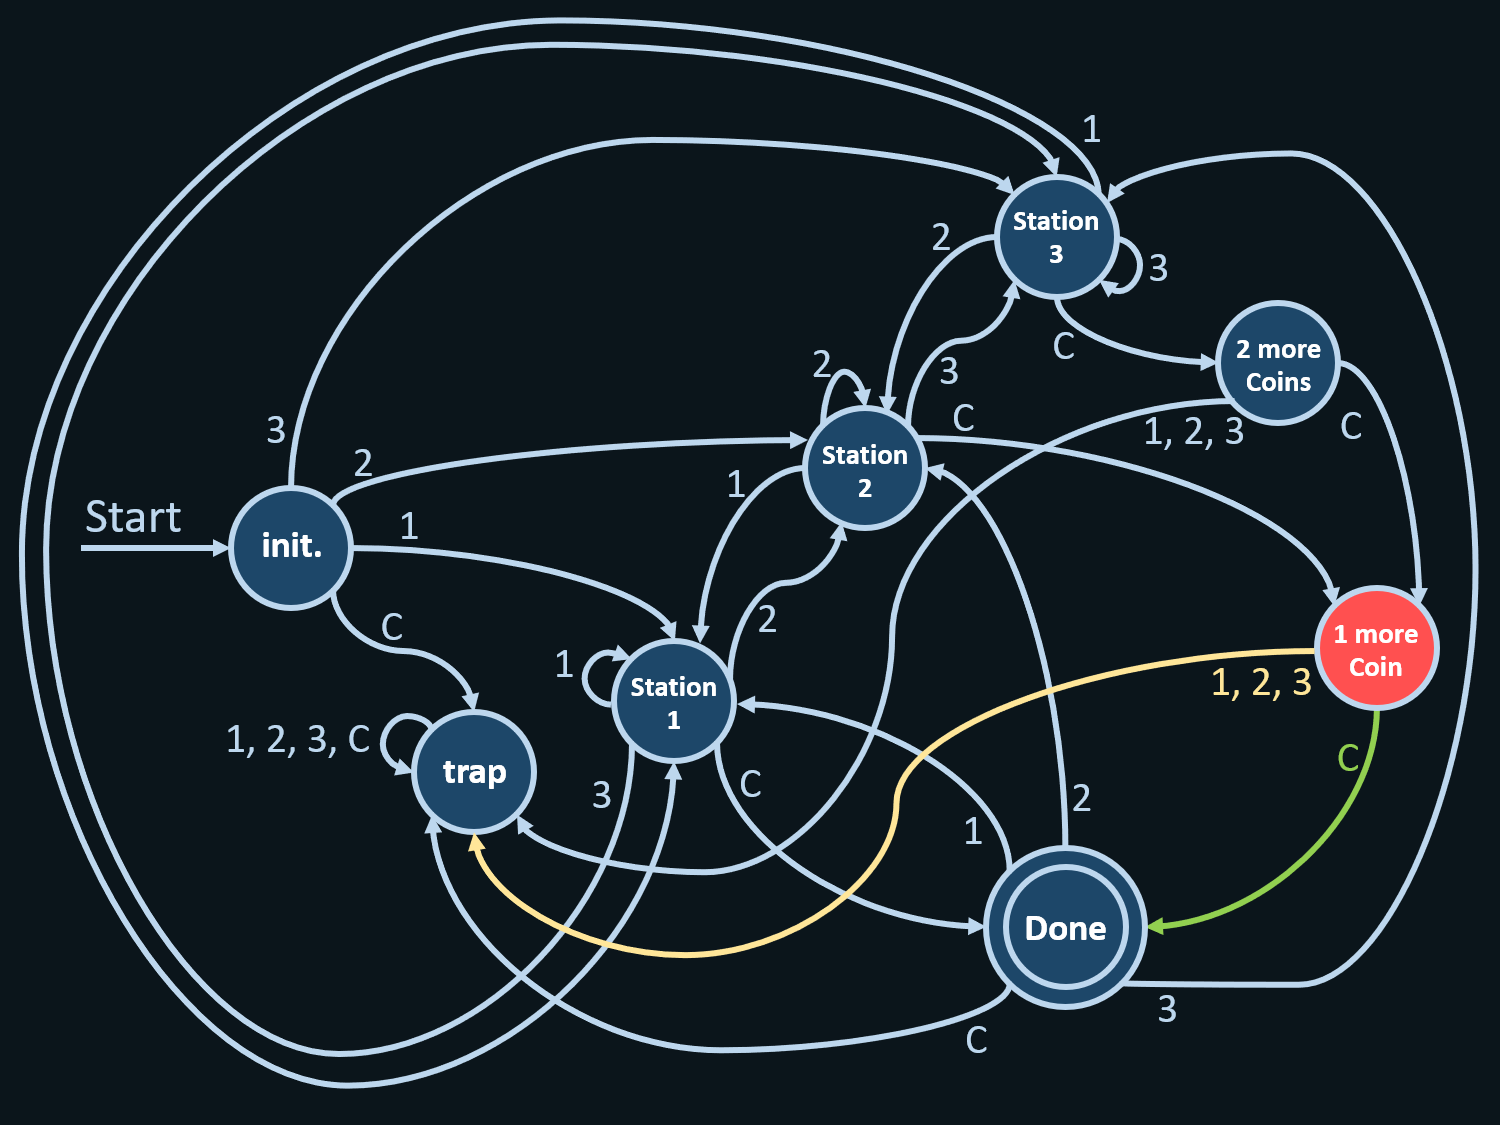 1
Station
3
2
3
C
2 more
Coins
2
3
C
1, 2, 3
C
3
2
Station
2
1
Start
init.
1
C
2
1 more
Coin
1, 2, 3
1
Station
1
1, 2, 3, C
trap
3
C
C
2
1
Done
3
C